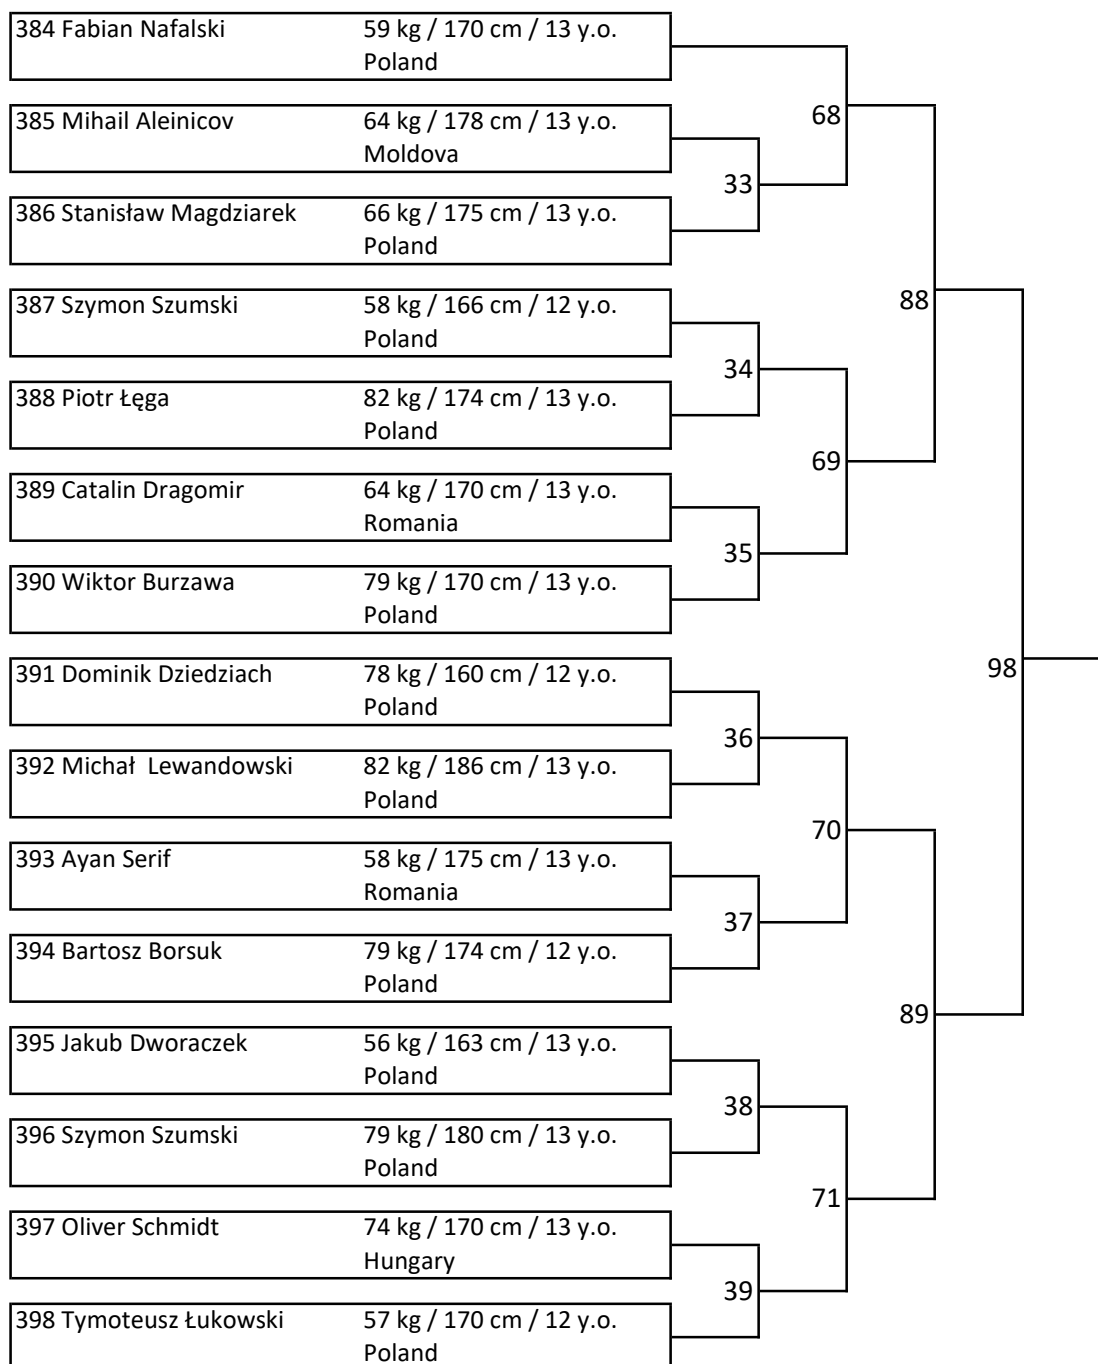 384 Fabian Nafalski 59 kg / 170 cm / 13 y.o.
Poland
385 Mihail Aleinicov 64 kg / 178 cm / 13 y.o.
Moldova
386 Stanisław Magdziarek 66 kg / 175 cm / 13 y.o.
Poland
387 Szymon Szumski 58 kg / 166 cm / 12 y.o.
Poland
388 Piotr Łęga 82 kg / 174 cm / 13 y.o.
Poland
389 Catalin Dragomir 64 kg / 170 cm / 13 y.o.
Romania
390 Wiktor Burzawa 79 kg / 170 cm / 13 y.o.
Poland
391 Dominik Dziedziach 78 kg / 160 cm / 12 y.o.
Poland
392 Michał  Lewandowski 82 kg / 186 cm / 13 y.o.
Poland
393 Ayan Serif 58 kg / 175 cm / 13 y.o.
Romania
394 Bartosz Borsuk 79 kg / 174 cm / 12 y.o.
Poland
395 Jakub Dworaczek 56 kg / 163 cm / 13 y.o.
Poland
396 Szymon Szumski 79 kg / 180 cm / 13 y.o.
Poland
397 Oliver Schmidt 74 kg / 170 cm / 13 y.o.
Hungary
398 Tymoteusz Łukowski 57 kg / 170 cm / 12 y.o.
Poland
33
34
35
36
37
38
39
68
69
70
71
88
89
98